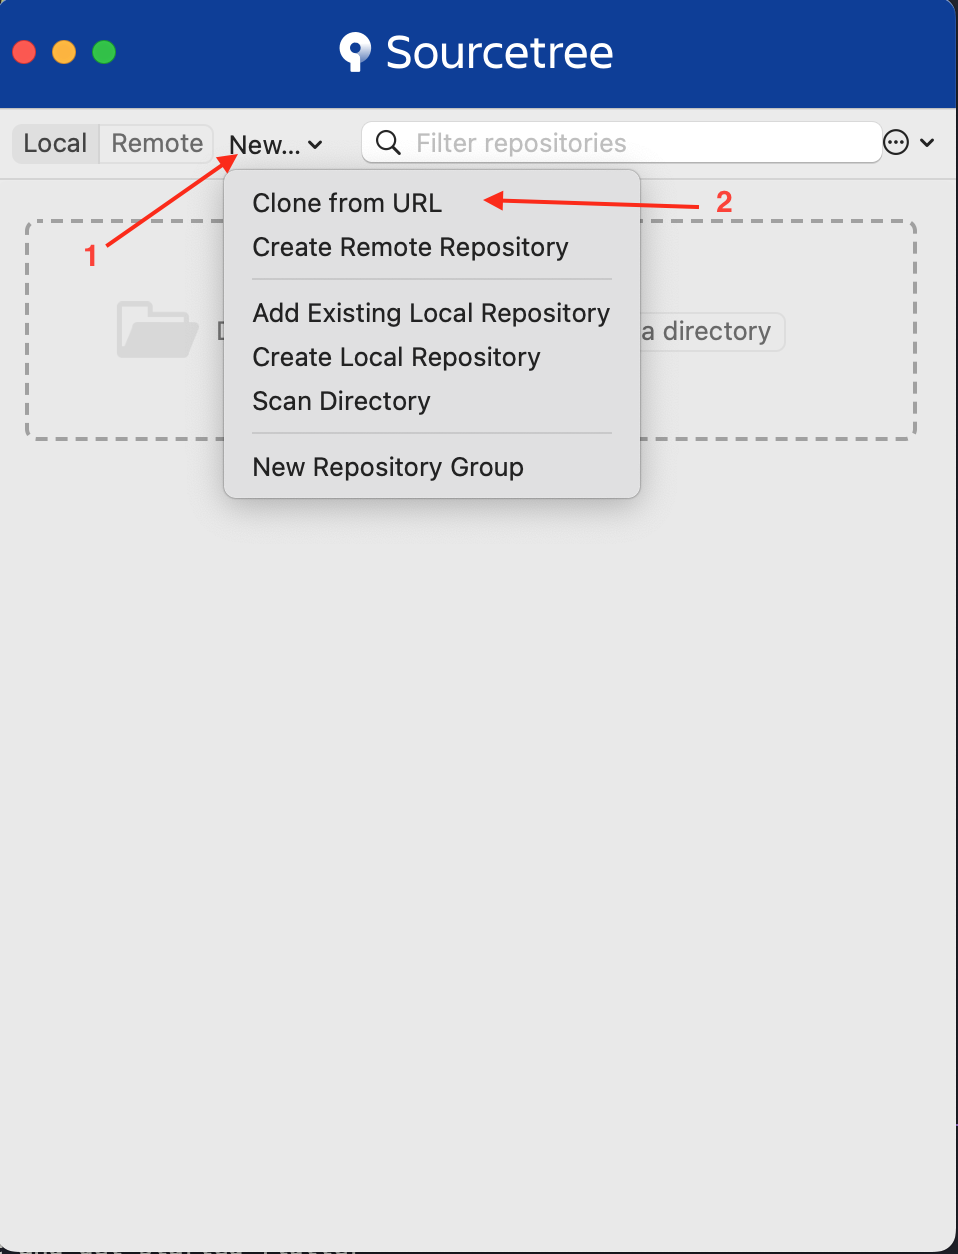 Sourcetree
Local Remote New... Filter repositories
Clone from URL 2
Create Remote Repository
1
Add Existing Local Repository
a directory
Create Local Repository
Scan Directory
New Repository Group